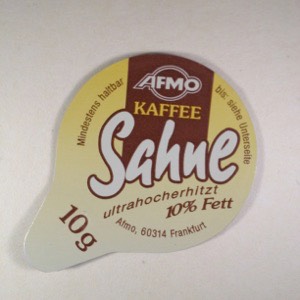 AFMO
Mindestens haltbar
bis: siehe Unterseite
KAFFEE
Sahne
ultrahocherhitzt
10% Fett
10g
Afmo, 60314 Frankfurt